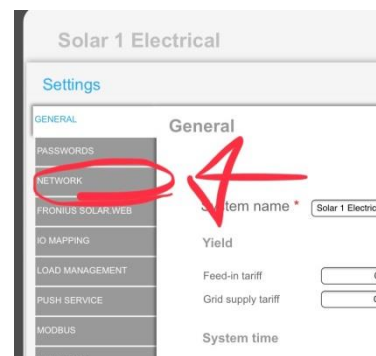 Solar 1 Electrical
Settings
GENERAL
PASSWORDS
NETWORK
FRONIUS SOLAR.WEB
IO MAPPING
LOAD MANAGEMENT
PUSH SERVICE
MODBUS
General
System name *
Solar 1 Electric
Yield
Feed-in tariff
Grid supply tariff
System time